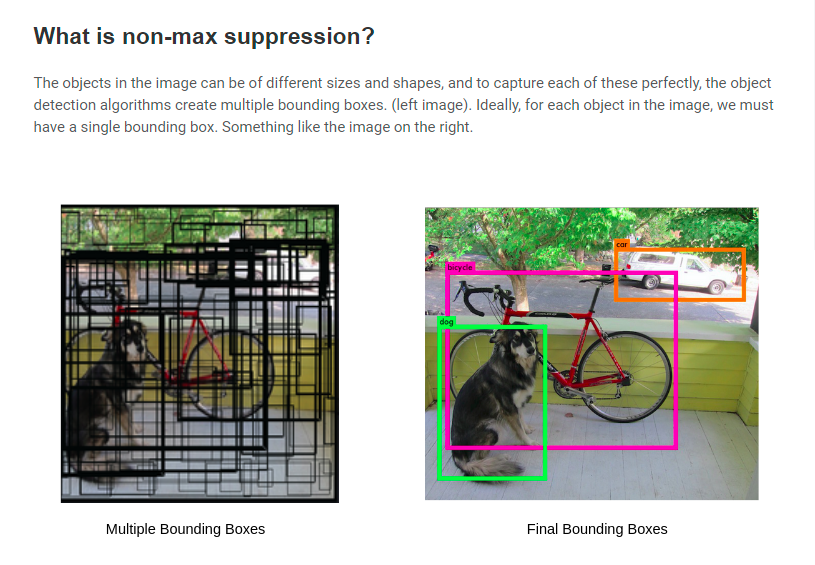 What is non-max suppression?
The objects in the image can be of different sizes and shapes, and to capture each of these perfectly, the object
detection algorithms create multiple bounding boxes. (left image). Ideally, for each object in the image, we must
have a single bounding box. Something like the image on the right.
car
bicycle
dog
Multiple Bounding Boxes
Final Bounding Boxes